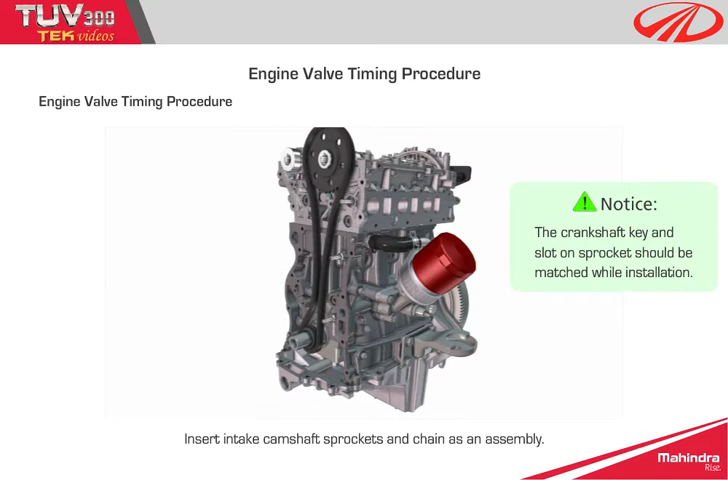 TUV300
TEK videos
Engine Valve Timing Procedure
Engine Valve Timing Procedure
Notice:
The crankshaft key and
slot on sprocket should be
matched while installation.
Insert intake camshaft sprockets and chain as an assembly.
Mahindra
Rise.